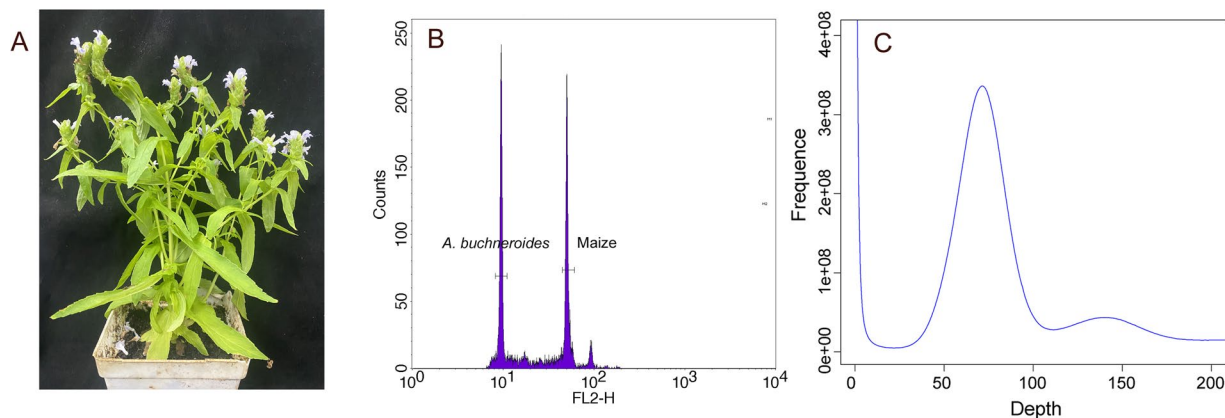 A
B
250
200
150
100
50
0
Counts
A. buchneroides
Maize
10^0
10^1
10^2
10^3
10^4
FL2-H
C
4e+08
3e+08
2e+08
1e+08
0e+00
Frequence
0
50
100
150
200
Depth